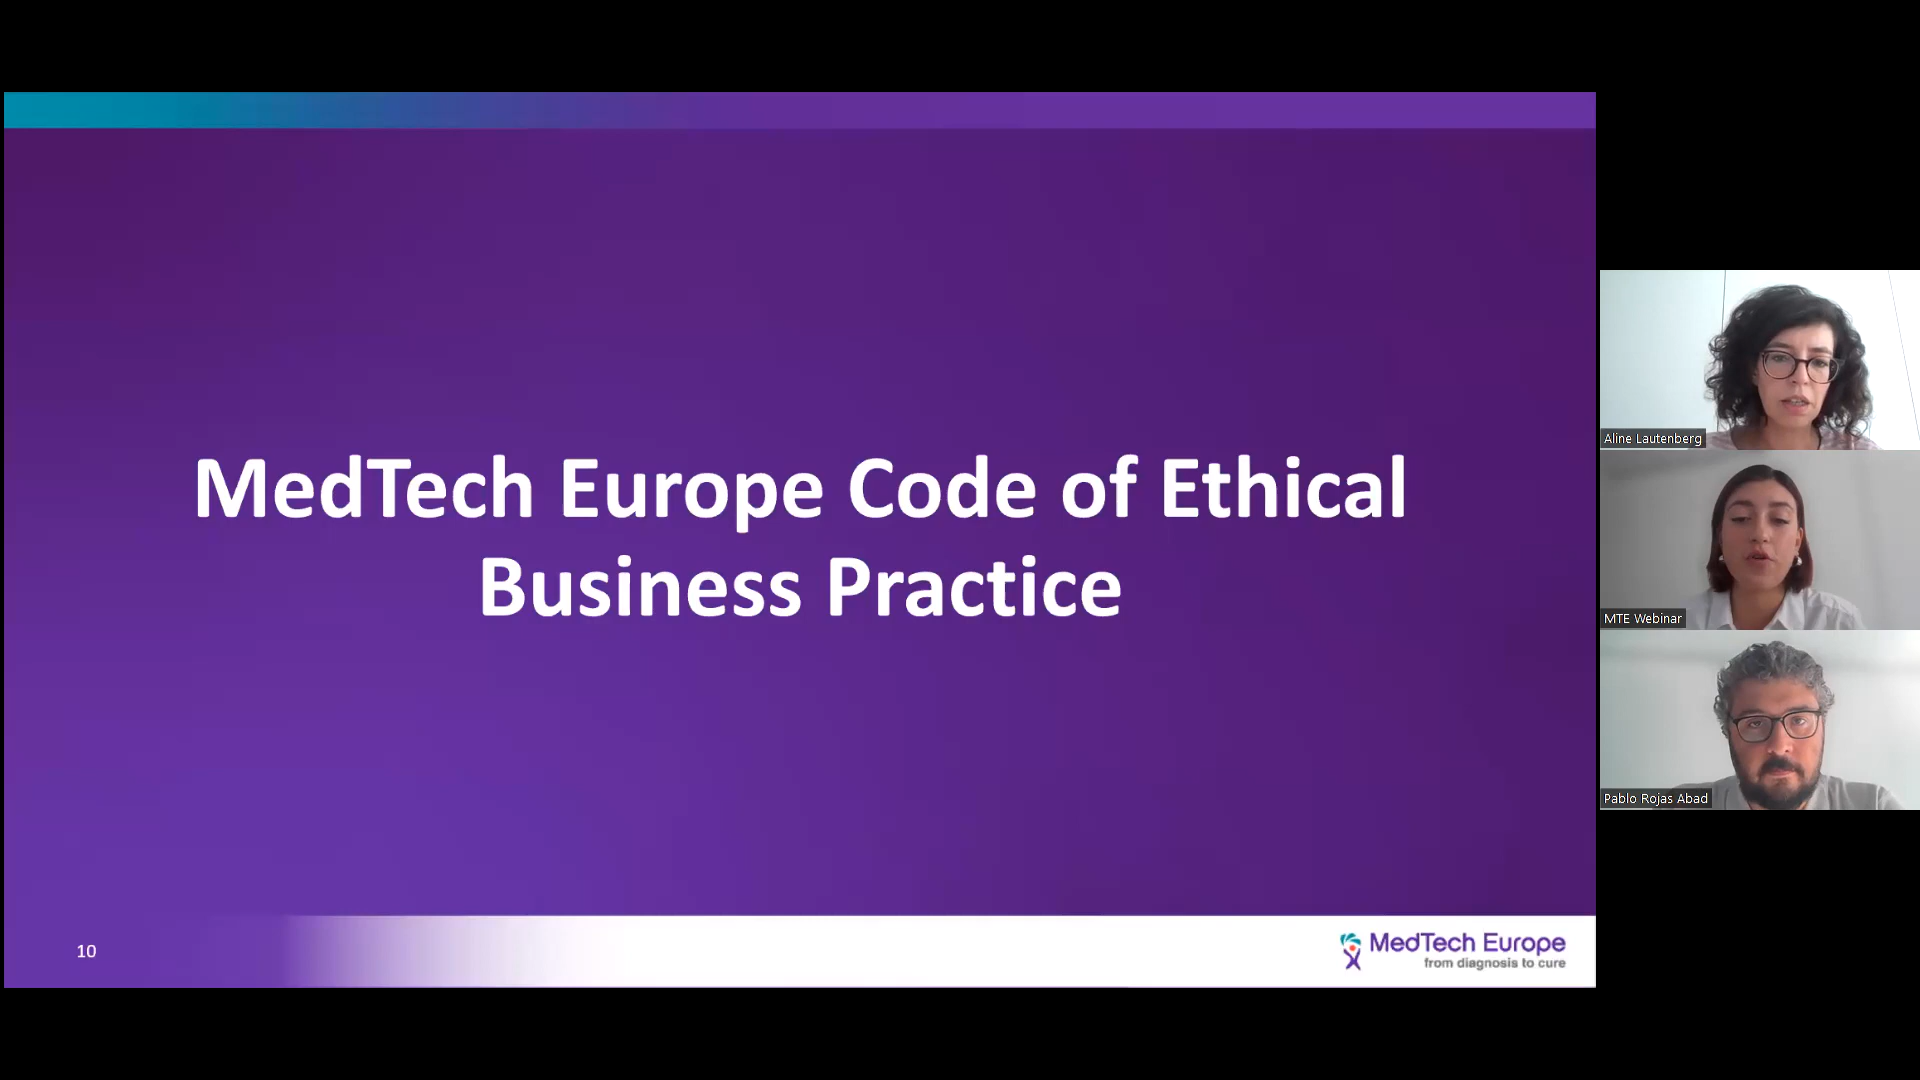 MedTech Europe Code of Ethical
Business Practice
10
MedTech Europe
from diagnosis to cure
Aline Lautenberg
MTE Webinar
Pablo Rojas Abad